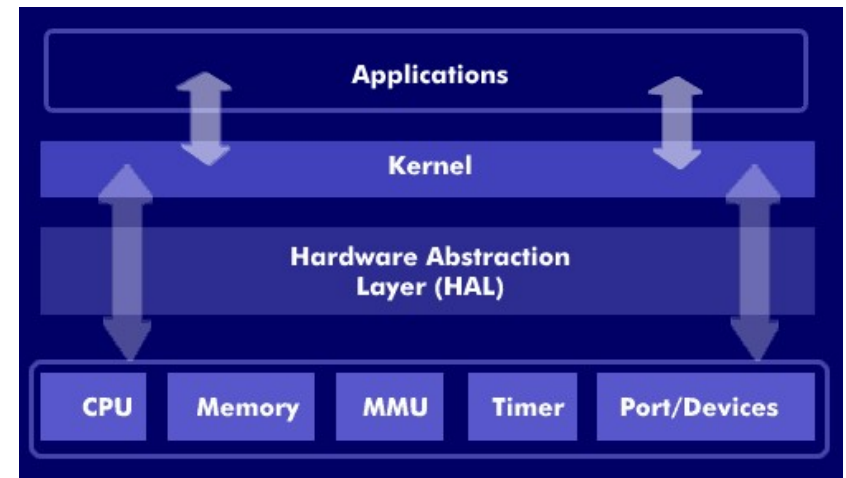 Applications
Kernel
Hardware Abstraction
Layer (HAL)
CPU Memory MMU Timer Port/Devices